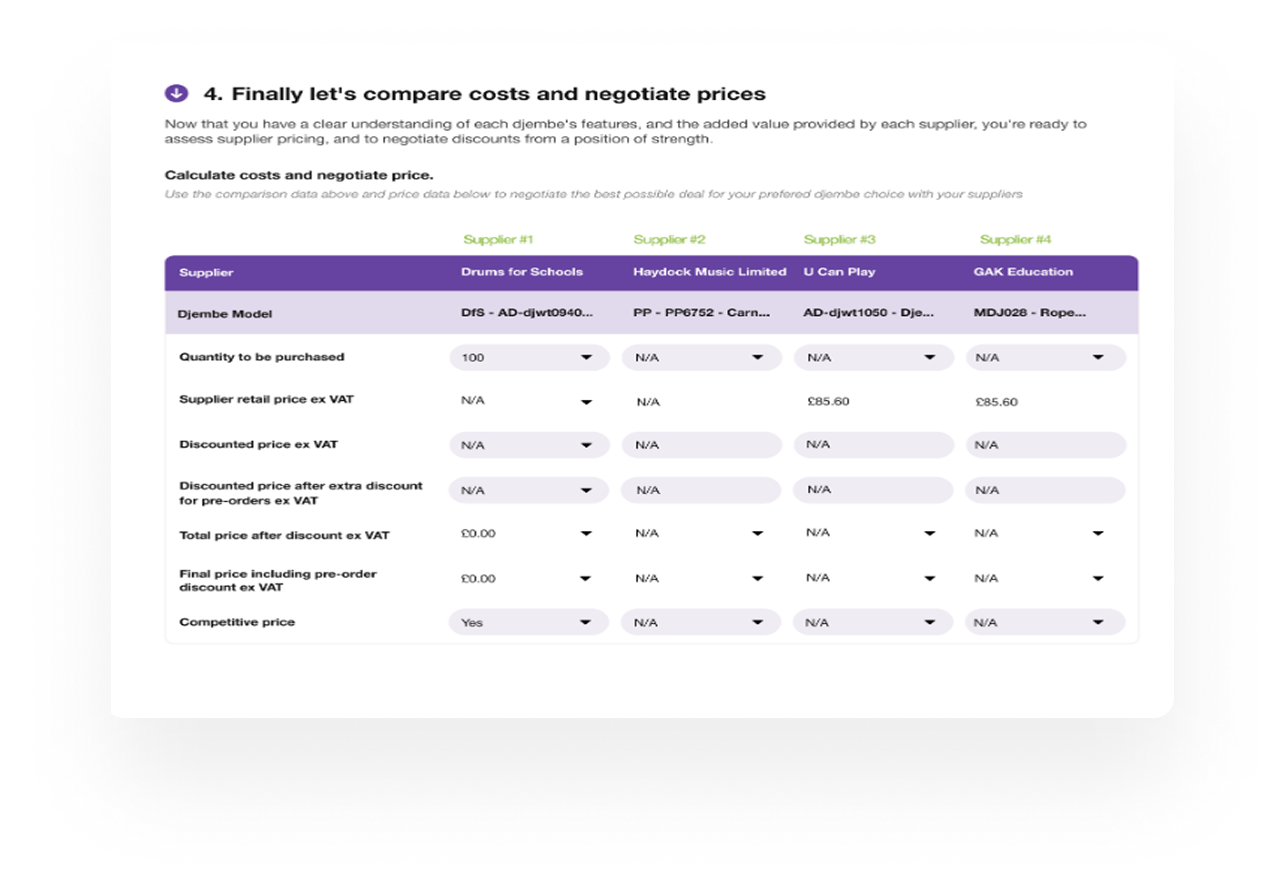 4. Finally let's compare costs and negotiate prices
Now that you have a clear understanding of each djembe's features, and the added value provided by each supplier, you're ready to
assess supplier pricing, and to negotiate discounts from a position of strength.
Calculate costs and negotiate price.
Use the comparison data above and price data below to negotiate the best possible deal for your prefered djembe choice with your suppliers
Supplier #1 Supplier #2 Supplier #3 Supplier #4
Supplier Drums for Schools Haydock Music Limited U Can Play GAK Education
Djembe Model DfS - AD-djwt0940... PP - PP6752 - Carn... AD-djwt1050 - Dje... MDJ028 - Rope...
Quantity to be purchased 100 N/A N/A N/A
Supplier retail price ex VAT N/A N/A £85.60 £85.60
Discounted price ex VAT N/A N/A N/A N/A
Discounted price after extra discount
for pre-orders ex VAT N/A N/A N/A N/A
Total price after discount ex VAT £0.00 N/A N/A N/A
Final price including pre-order
discount ex VAT £0.00 N/A N/A N/A
Competitive price Yes N/A N/A N/A